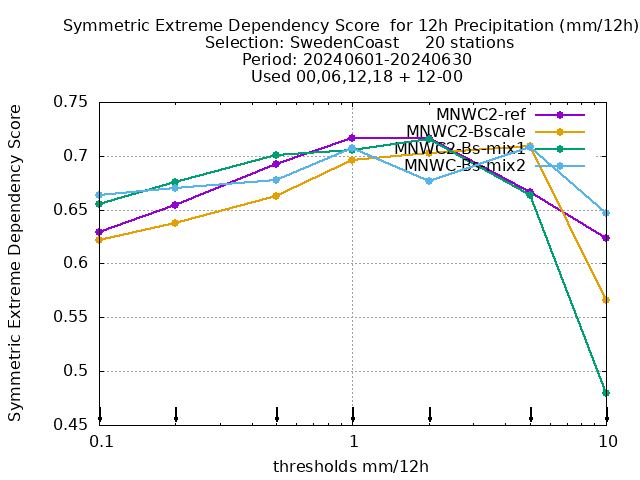 Symmetric Extreme Dependency Score  for 12h Precipitation (mm/12h)
Selection: SwedenCoast     20 stations
Period: 20240601-20240630
Used 00,06,12,18 + 12-00
Symmetric Extreme Dependency Score
0.75
0.7
0.65
0.6
0.55
0.5
0.45
MNWC2-ref
MNWC2-Bscale
MNWC2-Bs-mix1
MNWC-Bs-mix2
0.1
1
10
thresholds mm/12h